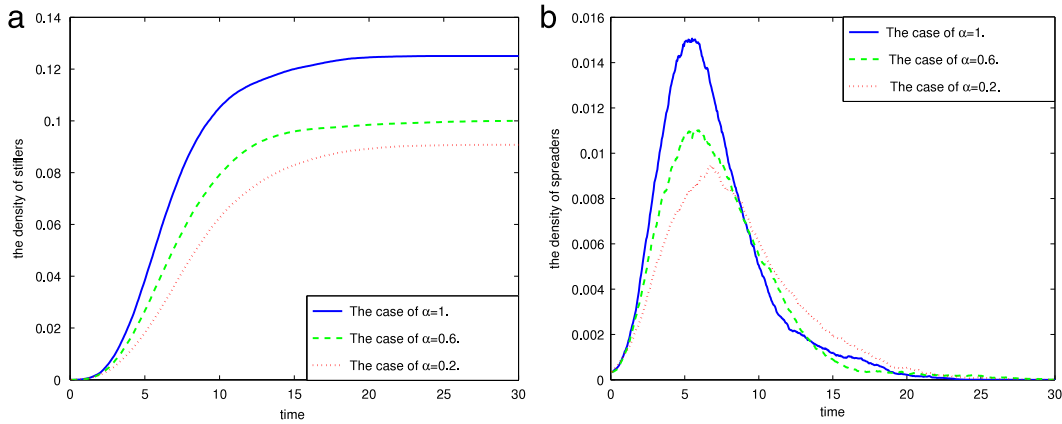 a
0.14
0.12
0.1
0.08
0.06
0.04
0.02
0
the density of stiflers
0
5
10
15
20
25
30
time
The case of α=1.
The case of α=0.6.
The case of α=0.2.
b
0.016
0.014
0.012
0.01
0.008
0.006
0.004
0.002
0
the density of spreaders
0
5
10
15
20
25
30
time
The case of α=1.
The case of α=0.6.
The case of α=0.2.